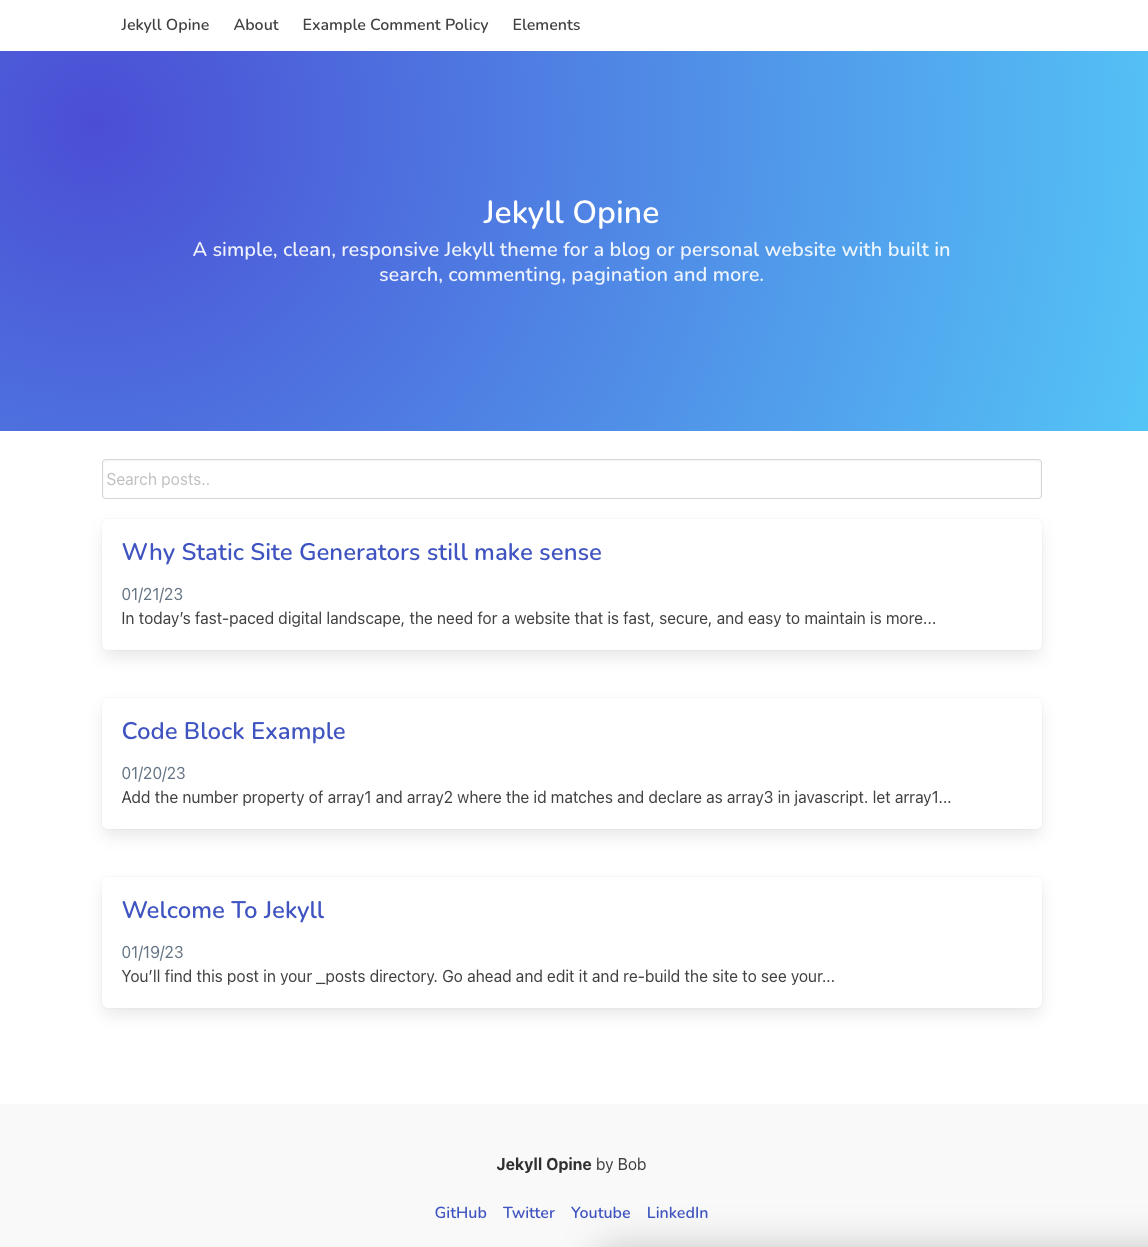 Jekyll Opine About Example Comment Policy Elements
Jekyll Opine
A simple, clean, responsive Jekyll theme for a blog or personal website with built in
search, commenting, pagination and more.
Search posts..
Why Static Site Generators still make sense
01/21/23
In today’s fast-paced digital landscape, the need for a website that is fast, secure, and easy to maintain is more...
Code Block Example
01/20/23
Add the number property of array1 and array2 where the id matches and declare as array3 in javascript. let array1...
Welcome To Jekyll
01/19/23
You’ll find this post in your _posts directory. Go ahead and edit it and re-build the site to see your...
Jekyll Opine by Bob
GitHub Twitter Youtube LinkedIn